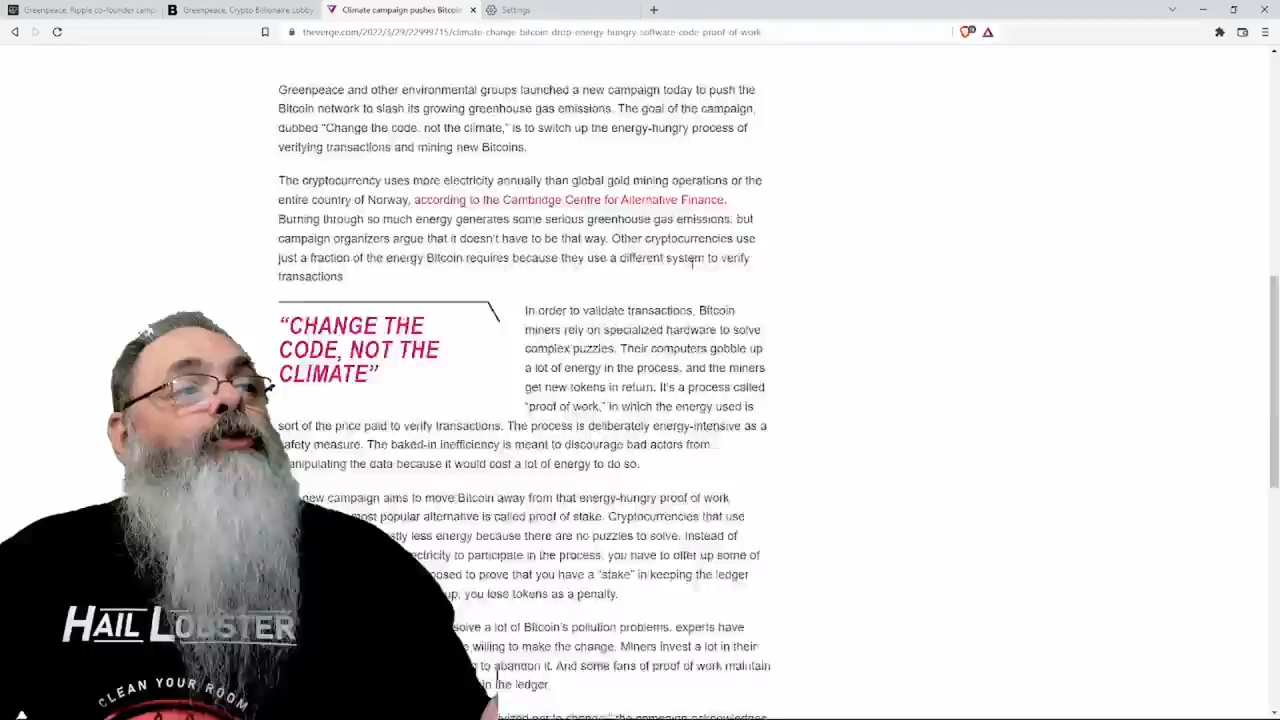 Greenpeace, Ripple co-founder camp
Greenpeace, Crypto Billionaire Lobby
Climate campaign pushes Bitcoin
Settings
theverge.com/2022/3/29/22999715/climate-change-bitcoin-drop-energy-hungry-software-code-proof-of-work
Greenpeace and other environmental groups launched a new campaign today to push the
Bitcoin network to slash its growing greenhouse gas emissions. The goal of the campaign,
dubbed “Change the code, not the climate,” is to switch up the energy-hungry process of
verifying transactions and mining new Bitcoins.
The cryptocurrency uses more electricity annually than global gold mining operations or the
entire country of Norway, according to the Cambridge Centre for Alternative Finance.
Burning through so much energy generates some serious greenhouse gas emissions, but
campaign organizers argue that it doesn’t have to be that way. Other cryptocurrencies use
just a fraction of the energy Bitcoin requires because they use a different system to verify
transactions
“CHANGE THE
CODE, NOT THE
CLIMATE”
In order to validate transactions, Bitcoin
miners rely on specialized hardware to solve
complex puzzles. Their computers gobble up
a lot of energy in the process, and the miners
get new tokens in return. It’s a process called
“proof of work,” in which the energy used is
sort of the price paid to verify transactions. The process is deliberately energy-intensive as a
safety measure. The baked-in inefficiency is meant to discourage bad actors from
manipulating the data because it would cost a lot of energy to do so.
new campaign aims to move Bitcoin away from that energy-hungry proof of work
most popular alternative is called proof of stake. Cryptocurrencies that use
less energy because there are no puzzles to solve. Instead of
to participate in the process, you have to offer up some of
to prove that you have a “stake” in keeping the ledger
up, you lose tokens as a penalty.
solve a lot of Bitcoin’s pollution problems, experts have
willing to make the change. Miners invest a lot in their
to abandon it. And some fans of proof of work maintain
in the ledger.
not to change,” the campaign acknowledges
HAIL LOBSTER
CLEAN YOUR ROOM